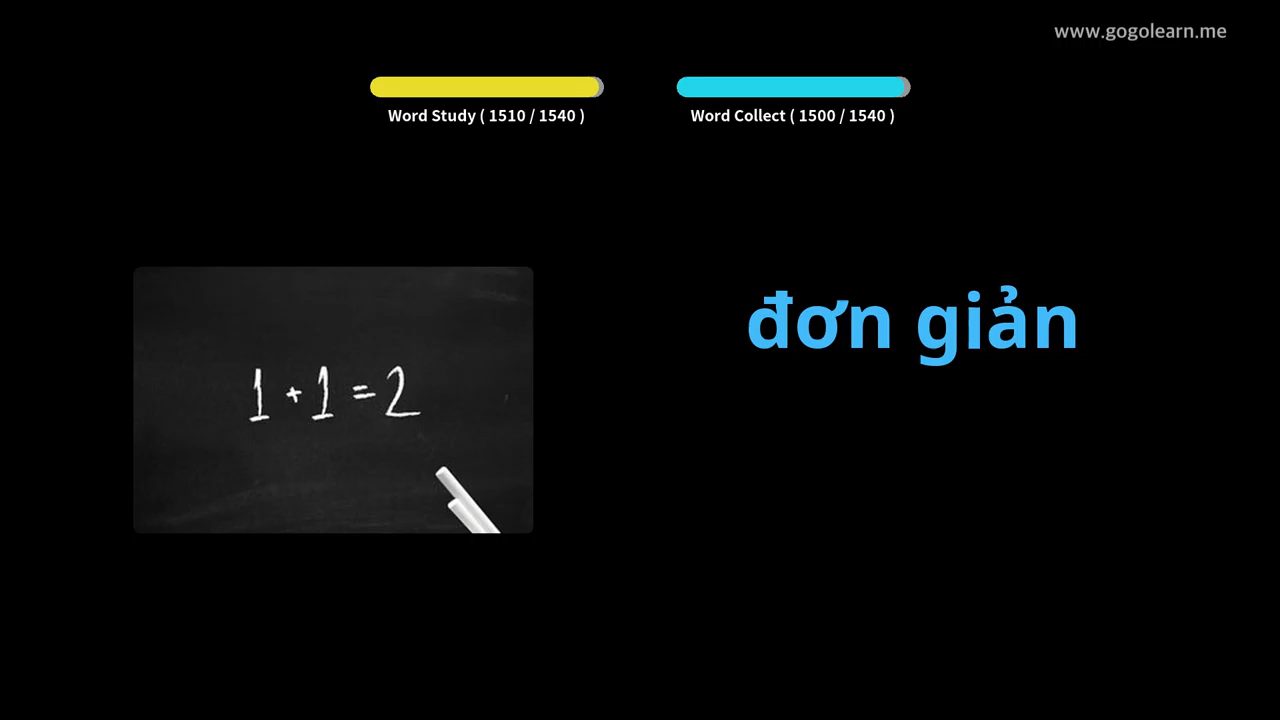 www.gogolearn.me
Word Study ( 1510 / 1540 )
Word Collect ( 1500 / 1540 )
đơn giản
1 + 1 = 2